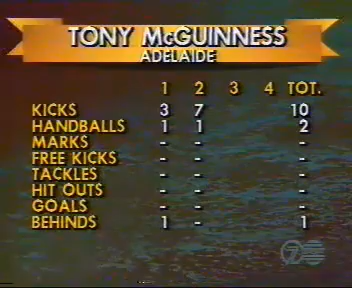 TONY McGUINNESS
ADELAIDE
1 2 3 4 TOT.
KICKS 3 7 10
HANDBALLS 1 1 2
MARKS - - -
FREE KICKS - - -
TACKLES - - -
HIT OUTS - - -
GOALS - - -
BEHINDS 1 - 1
7